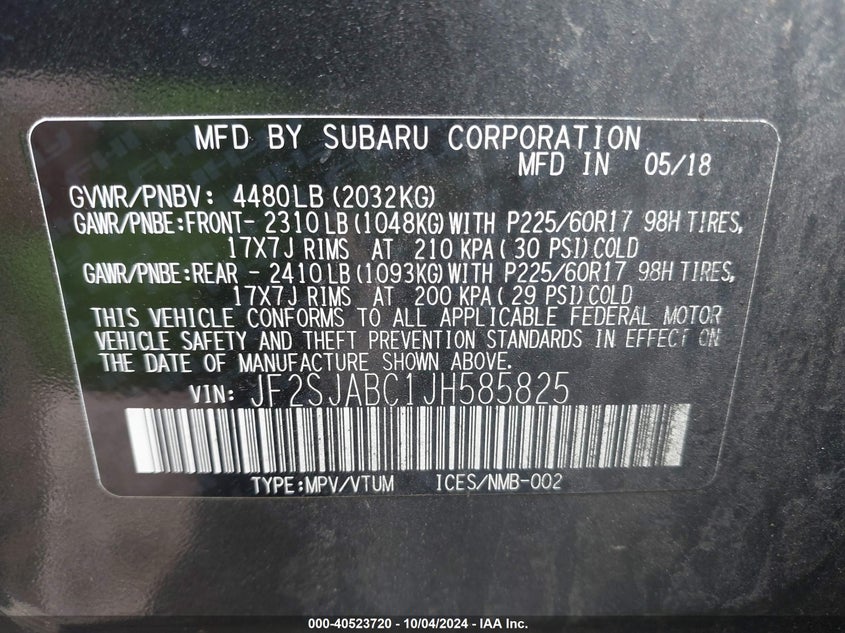 MFD BY SUBARU CORPORATION
MFD IN 05/18
GVWR/PNBV: 4480LB(2032KG)
GAWR/PNBE:FRONT- 2310LB(1048KG)WITH P225/60R17 98H TIRES,
17X7J RIMS AT 210 KPA(30 PSI)COLD
GAWR/PNBE:REAR - 2410LB(1093KG)WITH P225/60R17 98H TIRES,
17X7J RIMS AT 200 KPA(29 PSI)COLD
THIS VEHICLE CONFORMS TO ALL APPLICABLE FEDERAL MOTOR
VEHICLE SAFETY AND THEFT PREVENTION STANDARDS IN EFFECT ON
THE DATE OF MANUFACTURE SHOWN ABOVE.
VIN: JF2SJABC1JH585825
TYPE:MPV/VTUM ICES/NMB-002
000-40523720 - 10/04/2024 - IAA Inc.